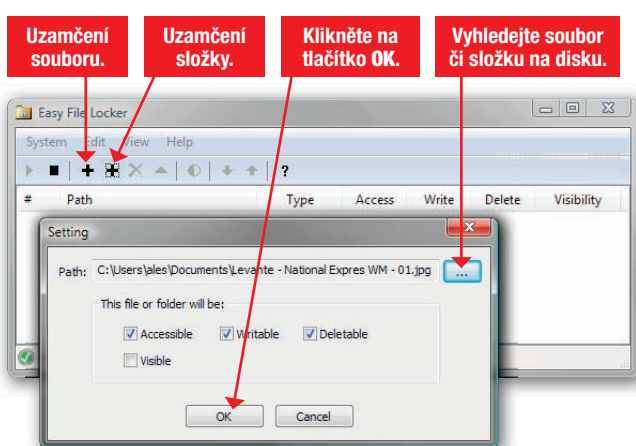 Uzamčení
souboru.
Uzamčení
složky.
Klikněte na
tlačítko OK.
Vyhledejte soubor
či složku na disku.
Easy File Locker
System Edit View Help
?
# Path Type Access Write Delete Visibility
Setting
Path: C:\Users\ales\Documents\Levante - National Expres WM - 01.jpg ...
This file or folder will be:
Accessible Writable Deletable
Visible
OK Cancel